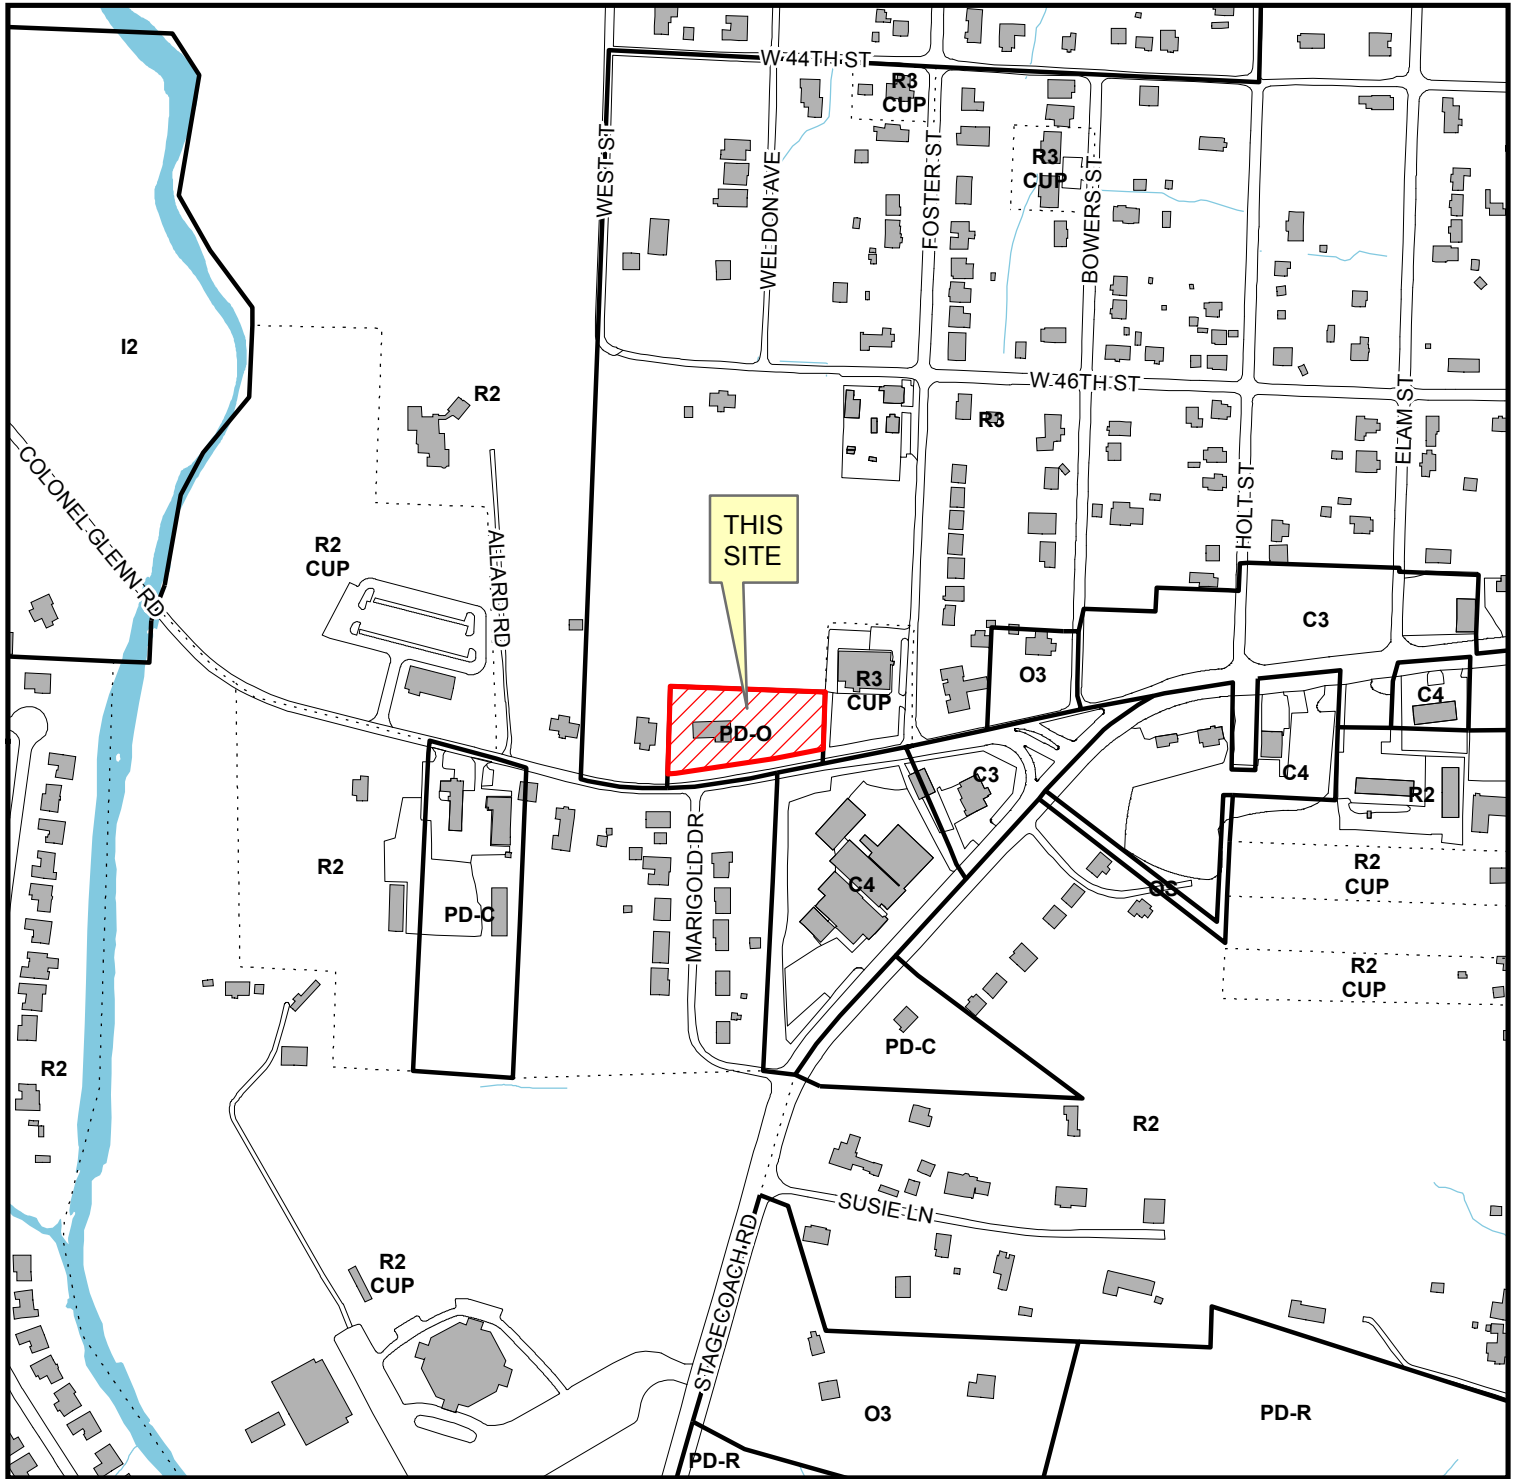 W 44TH ST
R3
CUP
WEST ST
WELDON AVE
FOSTER ST
R3
CUP
BOWERS ST
I2
R2
W 46TH ST
R3
ELAM ST
COLONEL GLENN RD
HOLT ST
THIS
SITE
R2
CUP
ALLARD RD
C3
O3
R3
CUP
C4
PD-O
C3
C4
R2
MARIGOLD DR
R2
R2
CUP
C4
OS
PD-C
R2
CUP
PD-C
R2
R2
SUSIE LN
R2
CUP
STAGECOACH RD
O3
PD-R
PD-R